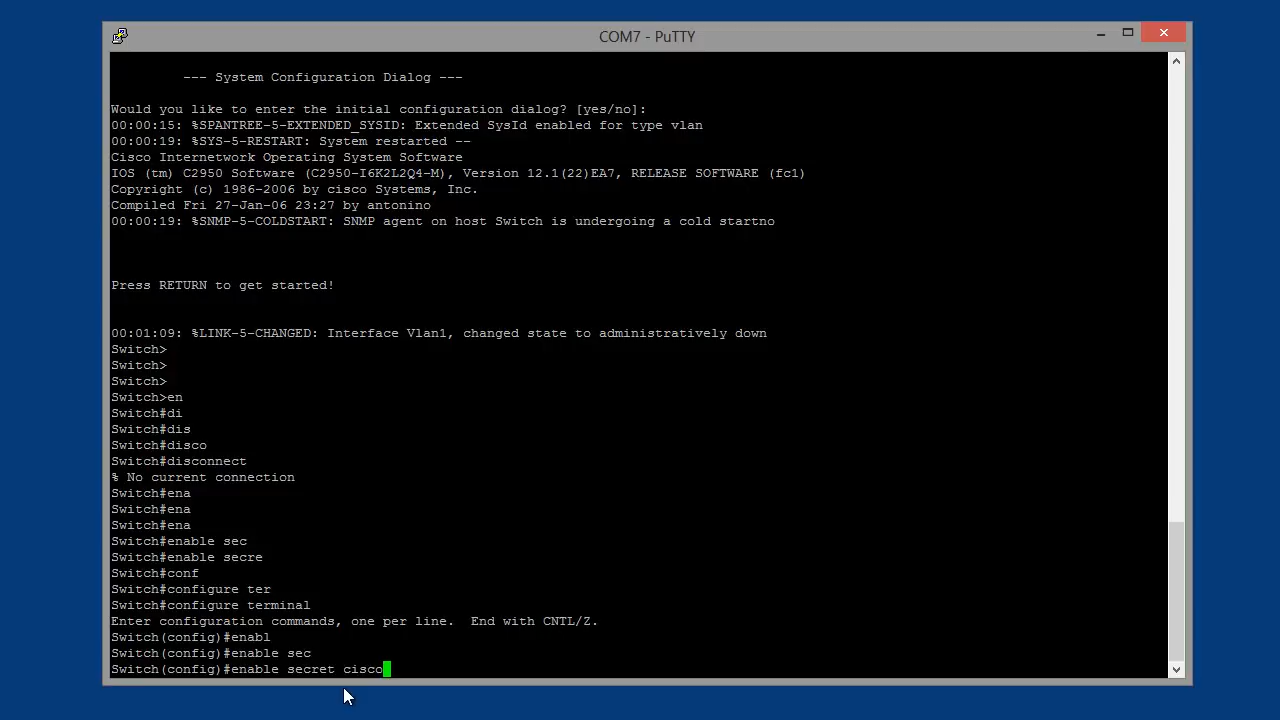 COM7 - PuTTY
--- System Configuration Dialog ---
Would you like to enter the initial configuration dialog? [yes/no]:
00:00:15: %SPANTREE-5-EXTENDED_SYSID: Extended SysId enabled for type vlan
00:00:19: %SYS-5-RESTART: System restarted --
Cisco Internetwork Operating System Software
IOS (tm) C2950 Software (C2950-I6K2L2Q4-M), Version 12.1(22)EA7, RELEASE SOFTWARE (fc1)
Copyright (c) 1986-2006 by cisco Systems, Inc.
Compiled Fri 27-Jan-06 23:27 by antonino
00:00:19: %SNMP-5-COLDSTART: SNMP agent on host Switch is undergoing a cold startno
Press RETURN to get started!
00:01:09: %LINK-5-CHANGED: Interface Vlan1, changed state to administratively down
Switch>
Switch>
Switch>
Switch>en
Switch#di
Switch#dis
Switch#disco
Switch#disconnect
% No current connection
Switch#ena
Switch#ena
Switch#ena
Switch#enable sec
Switch#enable secre
Switch#conf
Switch#configure ter
Switch#configure terminal
Enter configuration commands, one per line.  End with CNTL/Z.
Switch(config)#enabl
Switch(config)#enable sec
Switch(config)#enable secret cisco